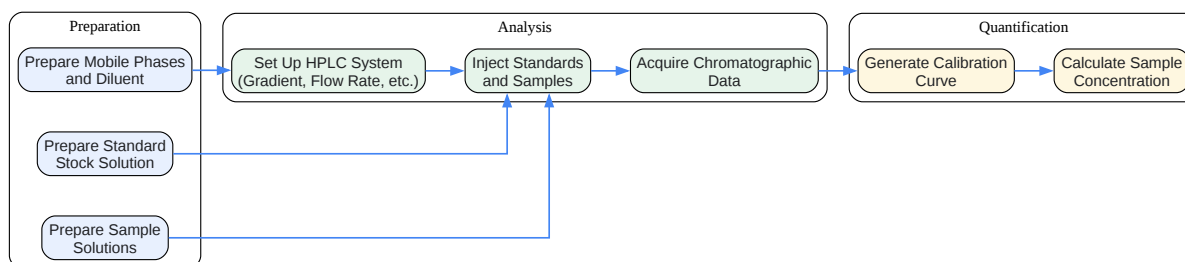 Preparation
Prepare Mobile Phases
and Diluent
Prepare Standard
Stock Solution
Prepare Sample
Solutions
Analysis
Set Up HPLC System
(Gradient, Flow Rate, etc.)
Inject Standards
and Samples
Acquire Chromatographic
Data
Quantification
Generate Calibration
Curve
Calculate Sample
Concentration